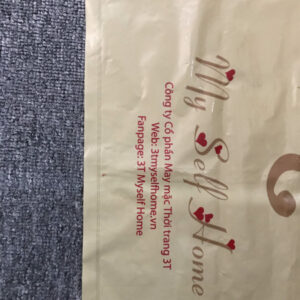 My Self Home
Công ty Cổ phần May mặc Thời trang 3T
Web: 3tmyselfhome.vn
Fanpage: 3T Myself Home